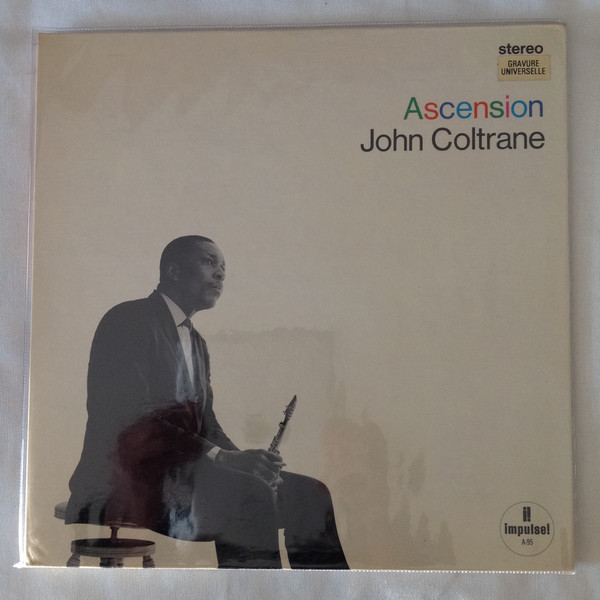 stereo
GRAVURE
UNIVERSELLE
Ascension
John Coltrane
impulse!
A-95